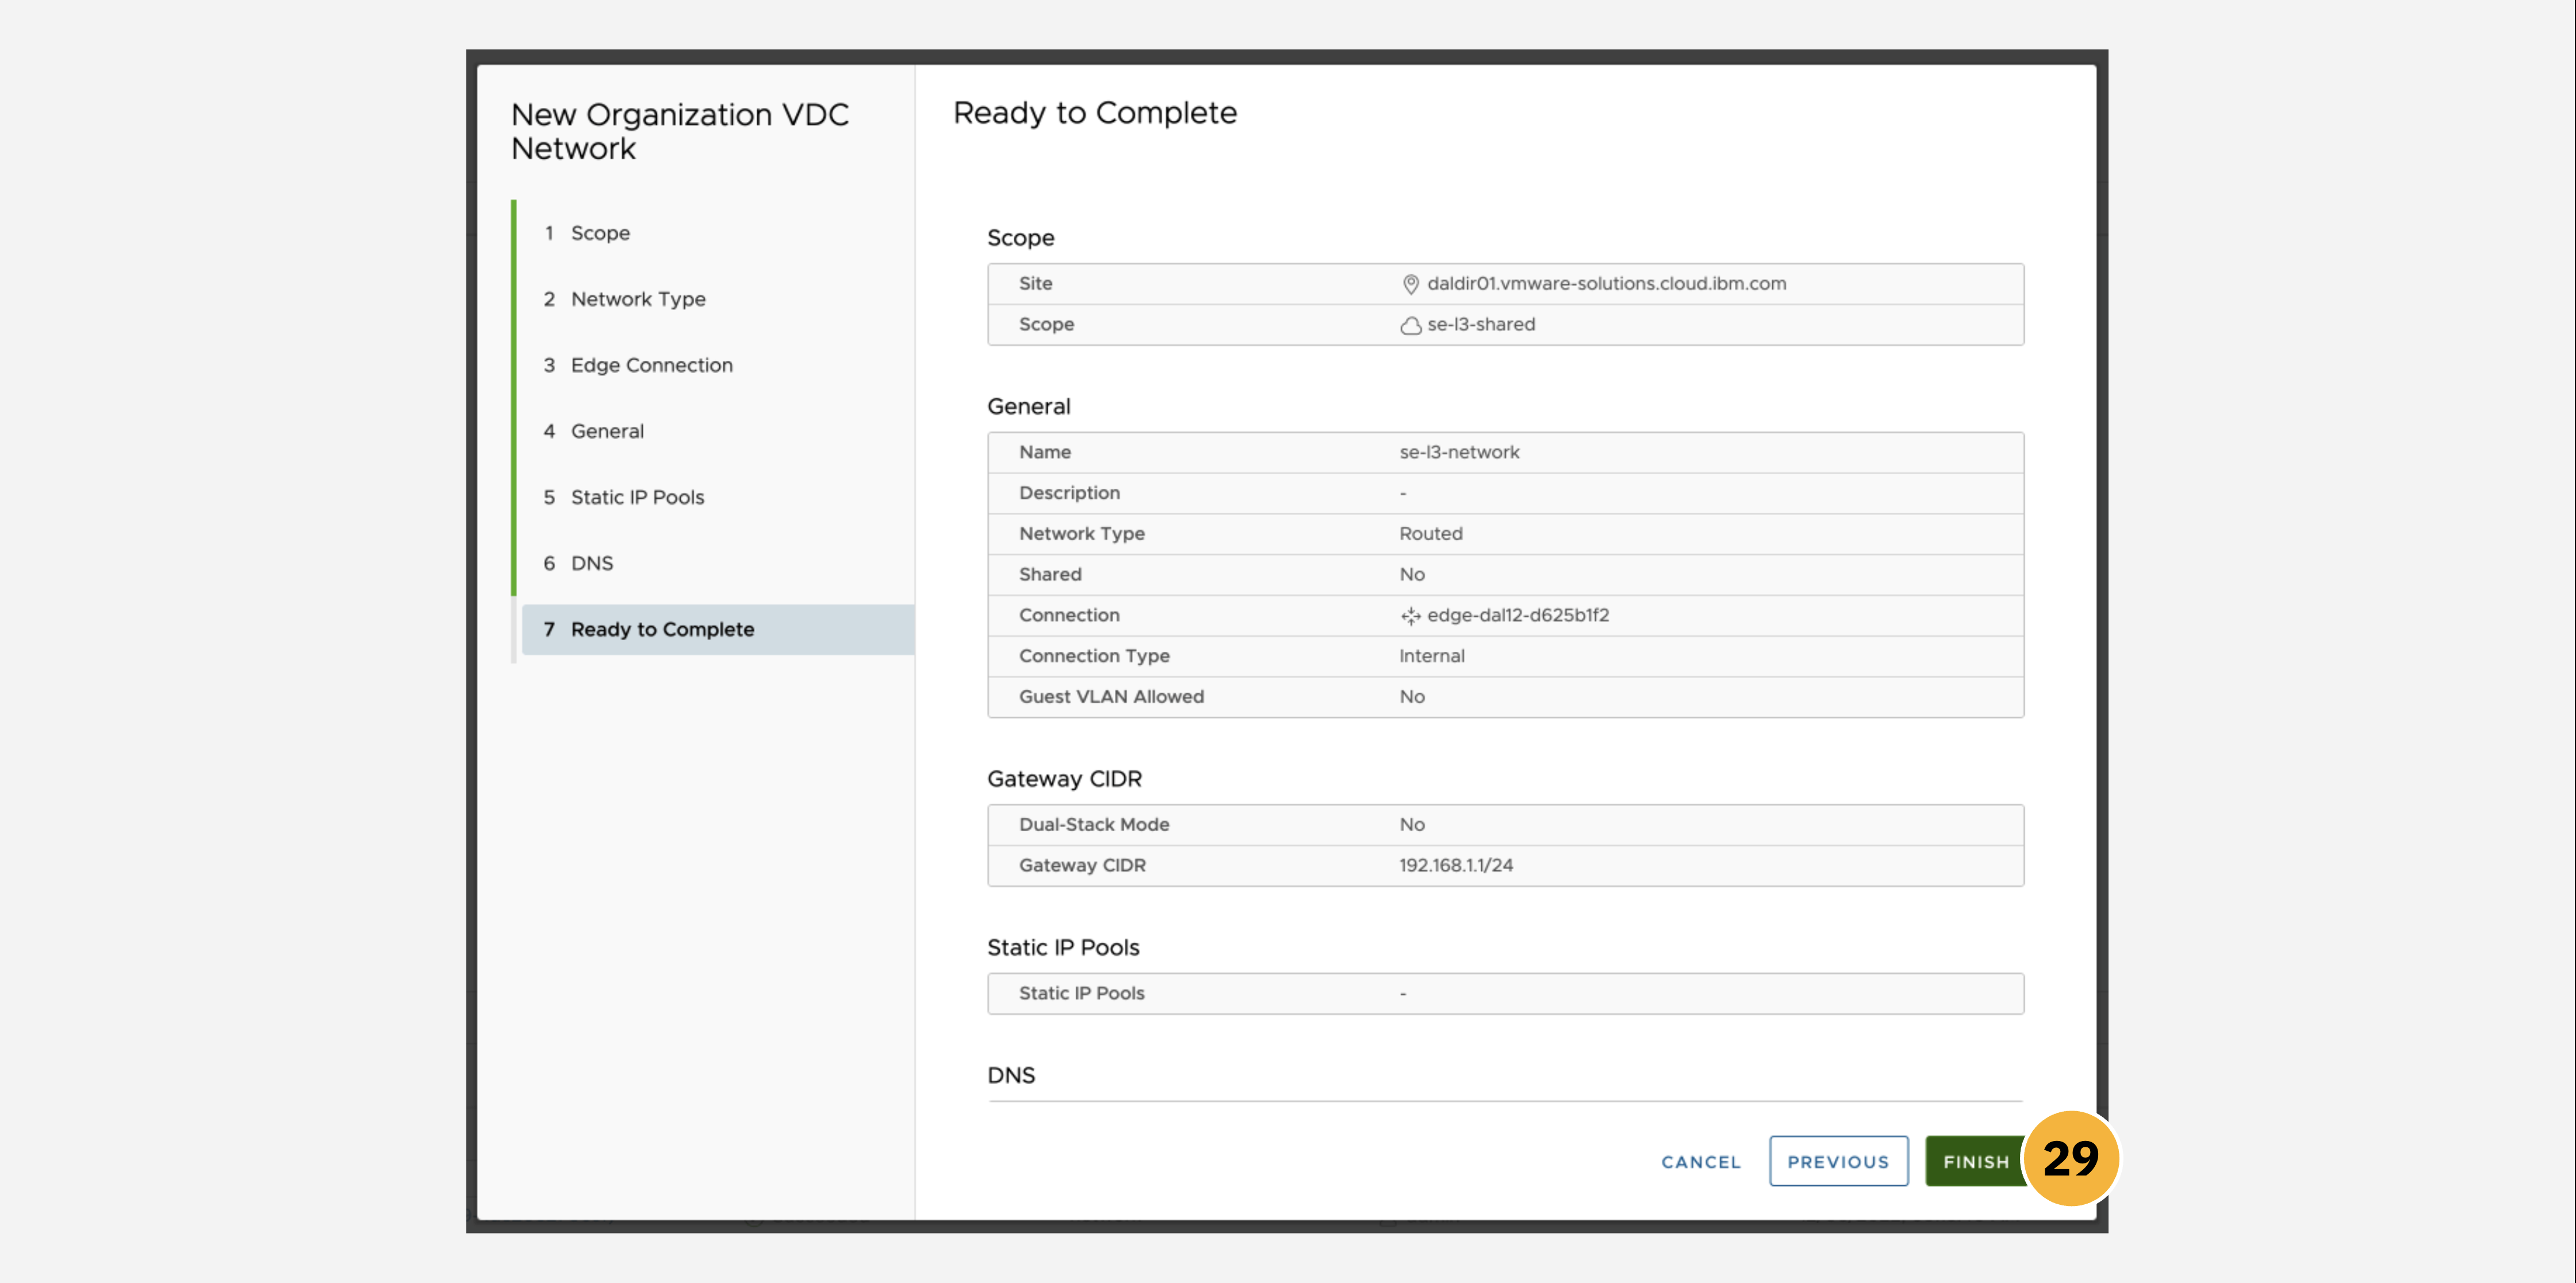 New Organization VDC
Network
1 Scope
2 Network Type
3 Edge Connection
4 General
5 Static IP Pools
6 DNS
7 Ready to Complete
Ready to Complete
Scope
Site daldir01.vmware-solutions.cloud.ibm.com
Scope se-l3-shared
General
Name se-l3-network
Description -
Network Type Routed
Shared No
Connection edge-dal12-d625b1f2
Connection Type Internal
Guest VLAN Allowed No
Gateway CIDR
Dual-Stack Mode No
Gateway CIDR 192.168.1.1/24
Static IP Pools
Static IP Pools -
DNS
CANCEL PREVIOUS FINISH 29